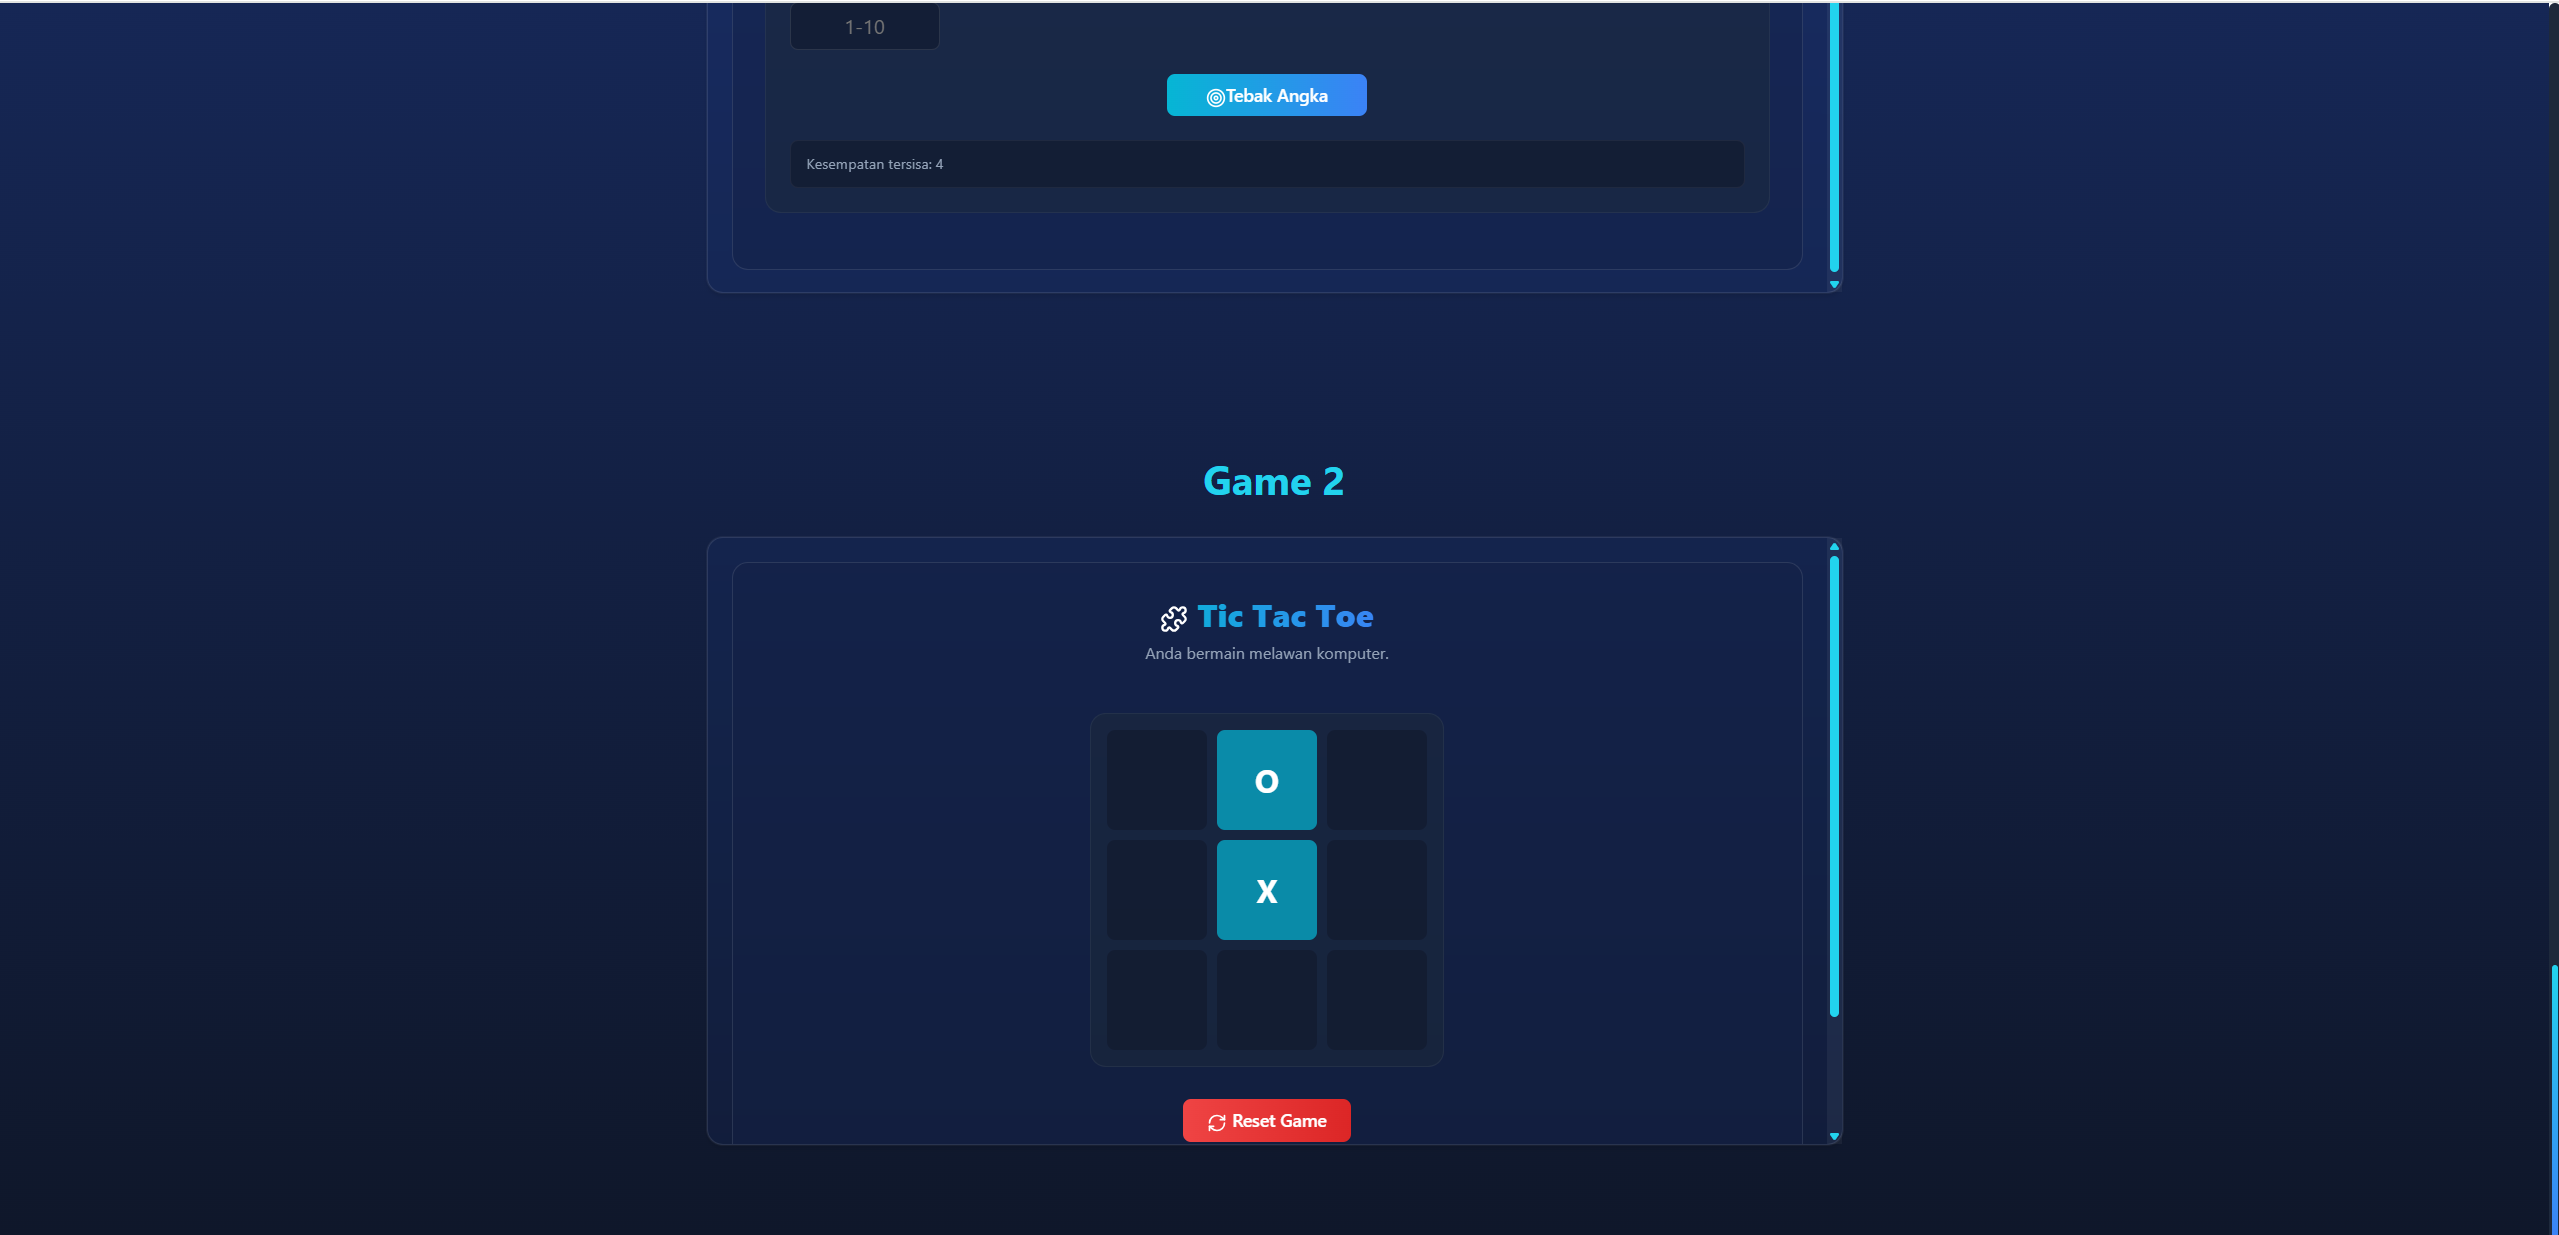 1-10
Tebak Angka
Kesempatan tersisa: 4
Game 2
Tic Tac Toe
Anda bermain melawan komputer.
O
X
Reset Game